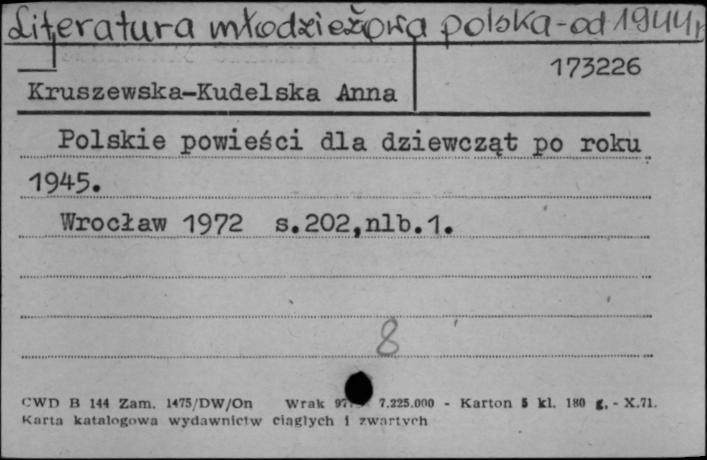 Literatura młodzieżowa polska - od 1944 r
173226
Kruszewska-Kudelska Anna
Polskie powieści dla dziewcząt po roku
1945.
Wrocław 1972 s.202,nlb.1.
8
CWD B 144 Zam. 1475/DW/On Wrak 7.225.000 - Karton 5 kl. 180 g. - X.71.
Karta katalogowa wydawnictw ciągłych i zwartych